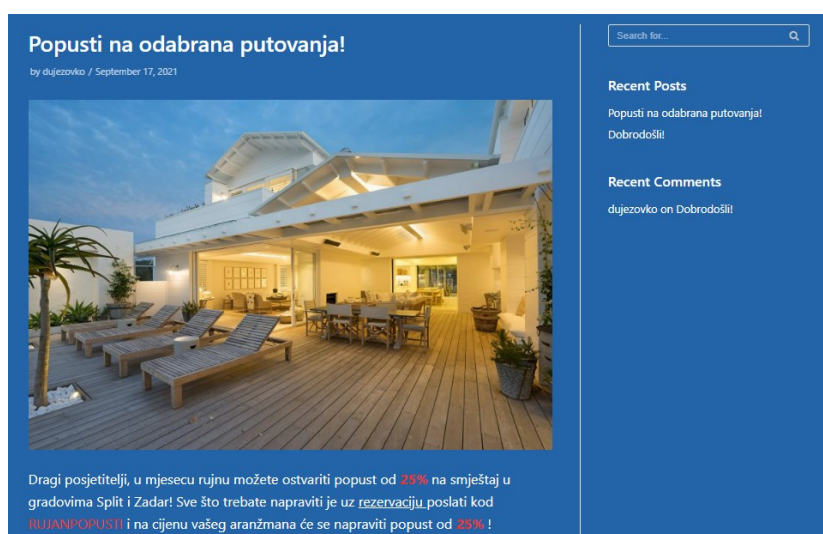 Popusti na odabrana putovanja!
by dujezovko / September 17, 2021
Dragi posjetitelji, u mjesecu rujnu možete ostvariti popust od 25% na smještaj u
gradovima Split i Zadar! Sve što trebate napraviti je uz rezervaciju poslati kod
RUJANPOPUSTI i na cijenu vašeg aranžmana će se napraviti popust od 25% !
Search for...
Recent Posts
Popusti na odabrana putovanja!
Dobrodošli!
Recent Comments
dujezovko on Dobrodošli!